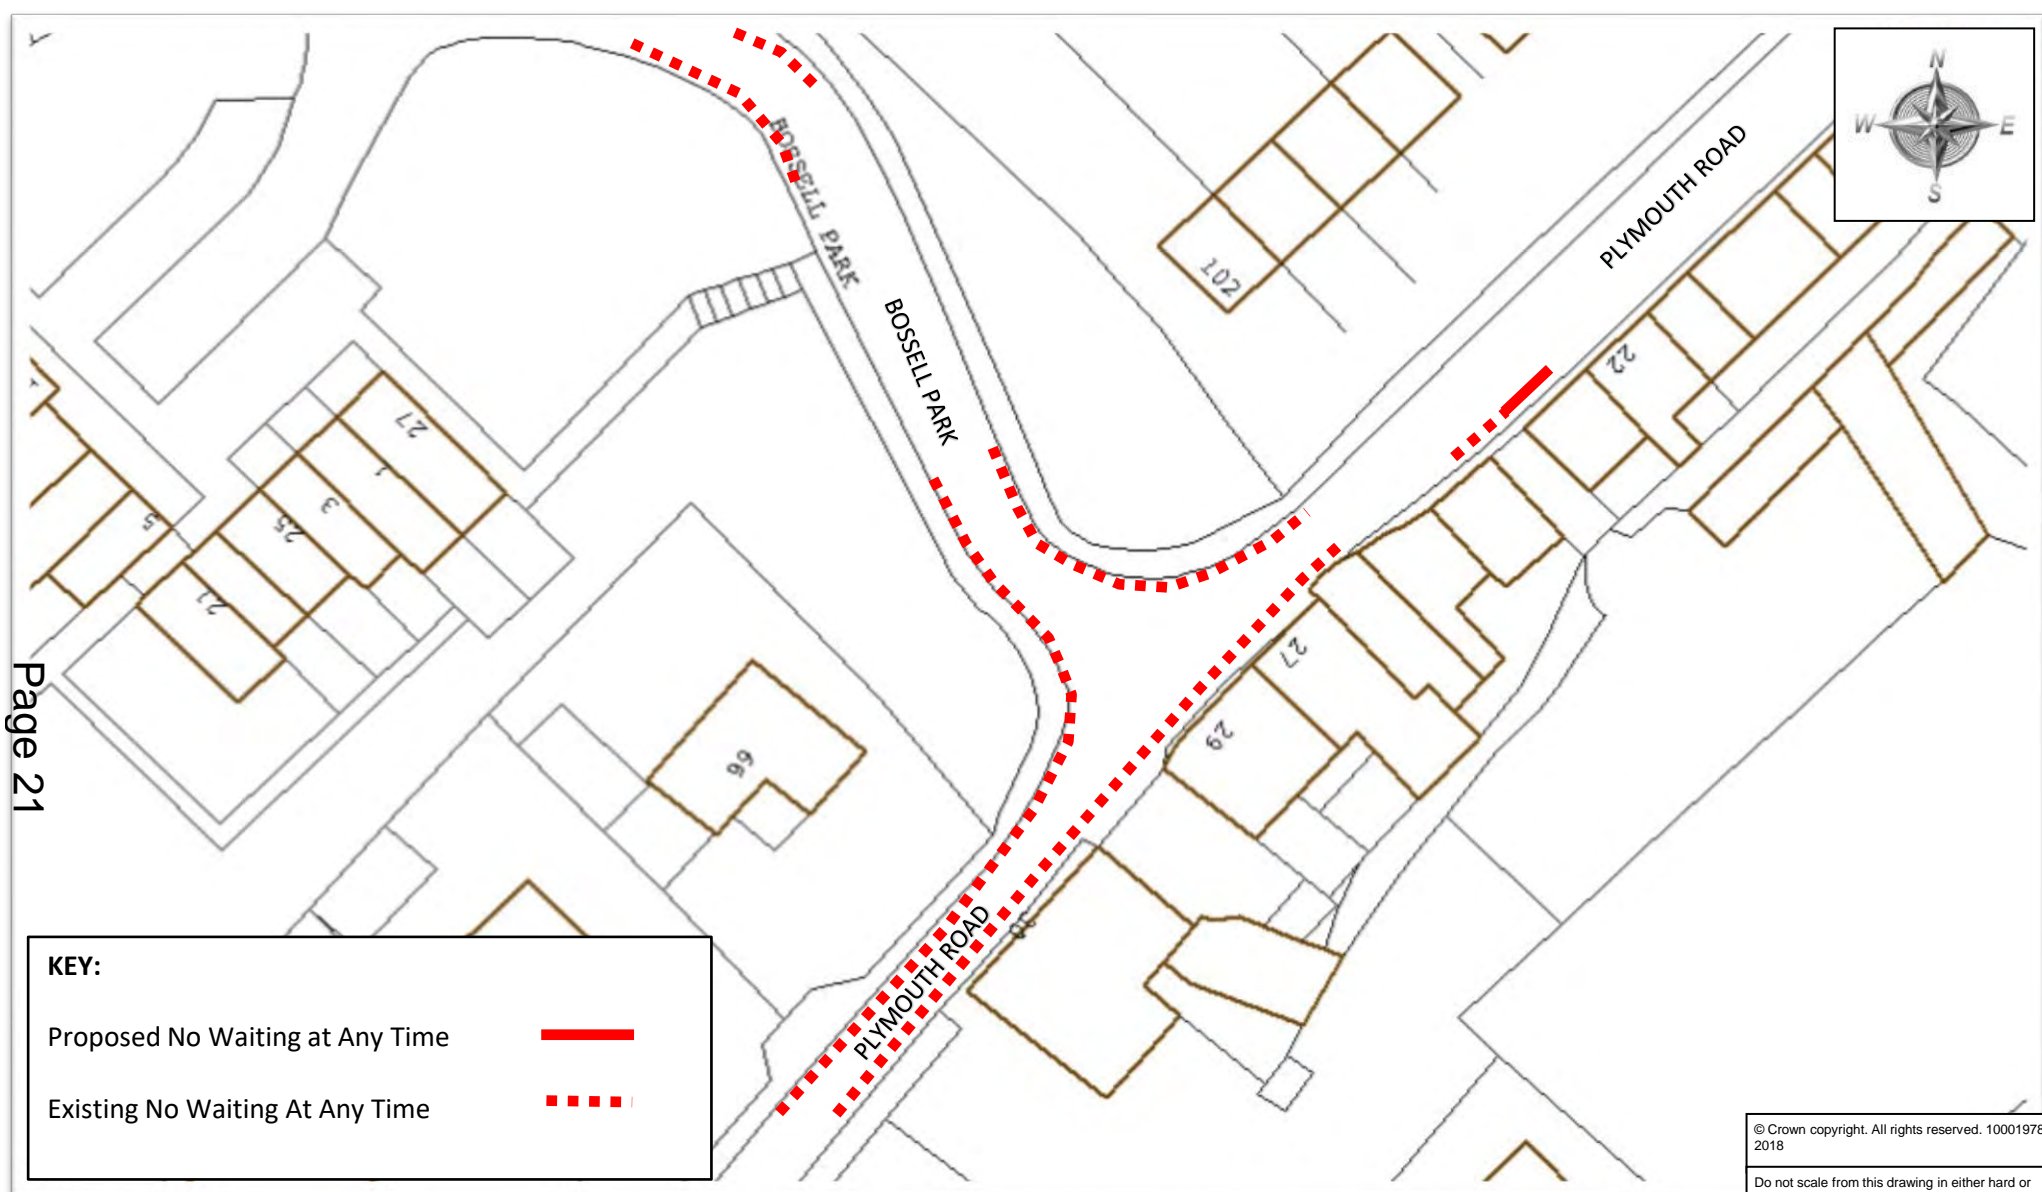 N
W
E
S
BOSSELL PARK
BOSSELL PARK
PLYMOUTH ROAD
102
22
27
1
3
25
5
21
27
29
66
PLYMOUTH ROAD
Page 21
KEY:
Proposed No Waiting at Any Time
Existing No Waiting At Any Time
© Crown copyright. All rights reserved. 10001978
2018
Do not scale from this drawing in either hard or